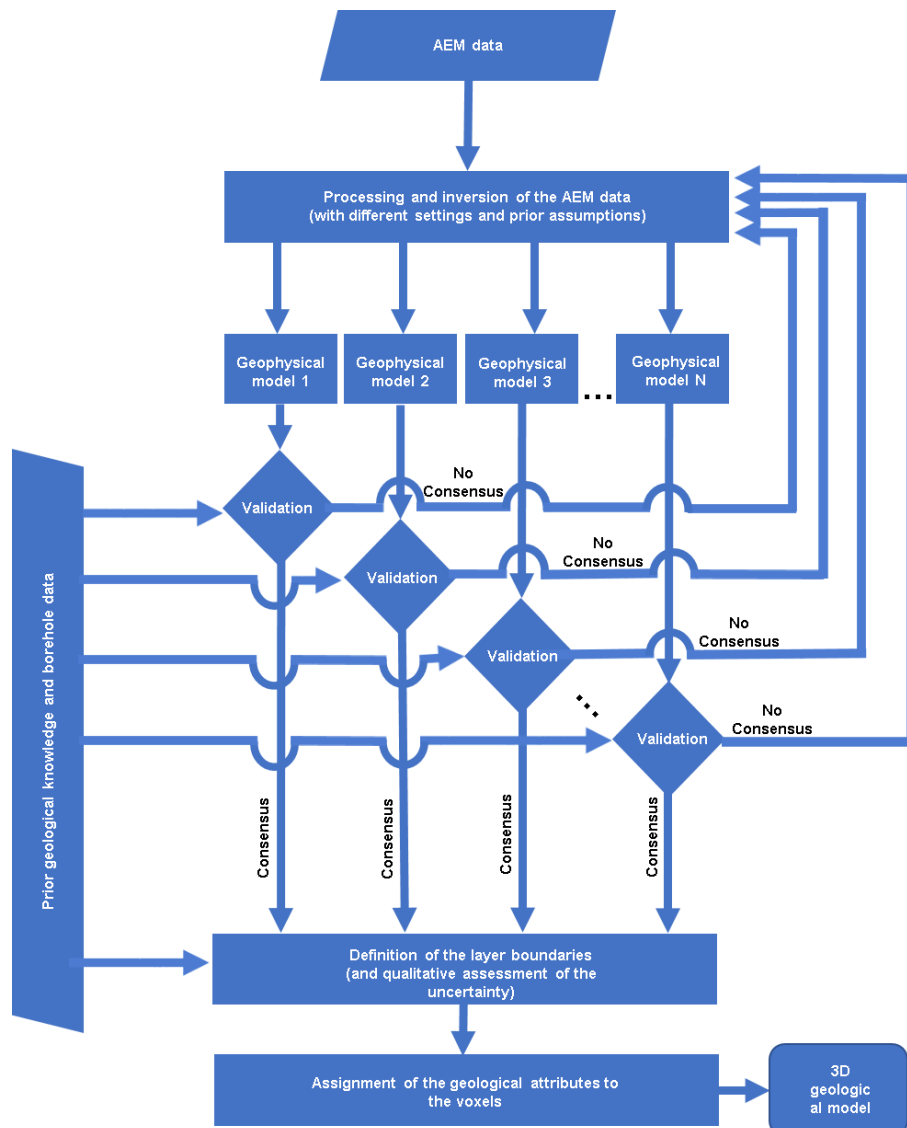 AEM data
Processing and inversion of the AEM data
(with different settings and prior assumptions)
Geophysical
model 1
Geophysical
model 2
Geophysical
model 3
...
Geophysical
model N
Prior geological knowledge and borehole data
Validation
No
Consensus
Validation
No
Consensus
Validation
No
Consensus
...
Validation
No
Consensus
Consensus
Consensus
Consensus
Consensus
Definition of the layer boundaries
(and qualitative assessment of the
uncertainty)
Assignment of the geological attributes to
the voxels
3D
geologic
al model